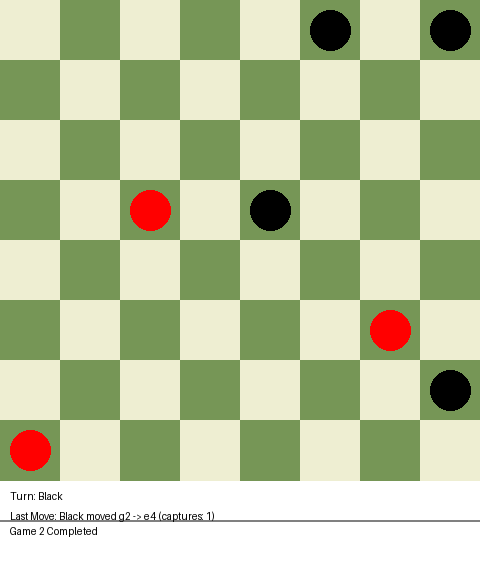 Turn: Black
Last Move: Black moved g2 -> e4 (captures: 1)
Game 2 Completed